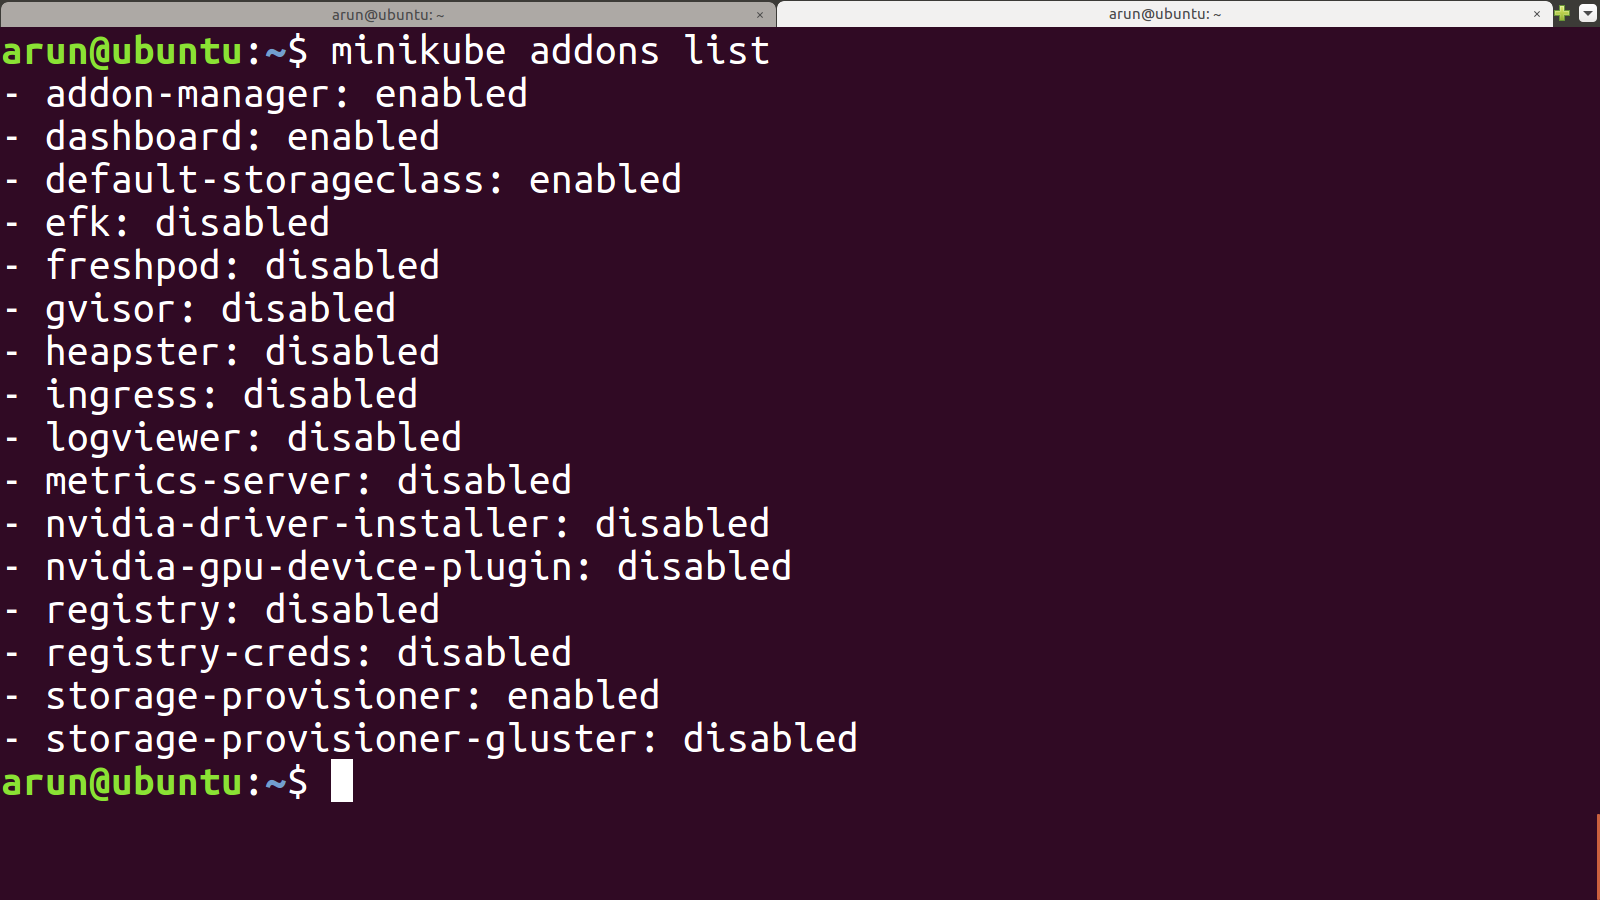 arun@ubuntu: ~ × arun@ubuntu: ~ ×
arun@ubuntu:~$ minikube addons list
- addon-manager: enabled
- dashboard: enabled
- default-storageclass: enabled
- efk: disabled
- freshpod: disabled
- gvisor: disabled
- heapster: disabled
- ingress: disabled
- logviewer: disabled
- metrics-server: disabled
- nvidia-driver-installer: disabled
- nvidia-gpu-device-plugin: disabled
- registry: disabled
- registry-creds: disabled
- storage-provisioner: enabled
- storage-provisioner-gluster: disabled
arun@ubuntu:~$